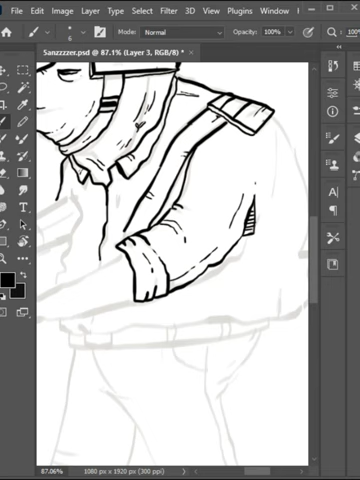 File Edit Image Layer Type Select Filter 3D View Plugins Window
6 Mode: Normal Opacity: 100%
Sanzzzzer.psd @ 87.1% (Layer 3, RGB/8) *
87.06% 1080 px x 1920 px (300 ppi)